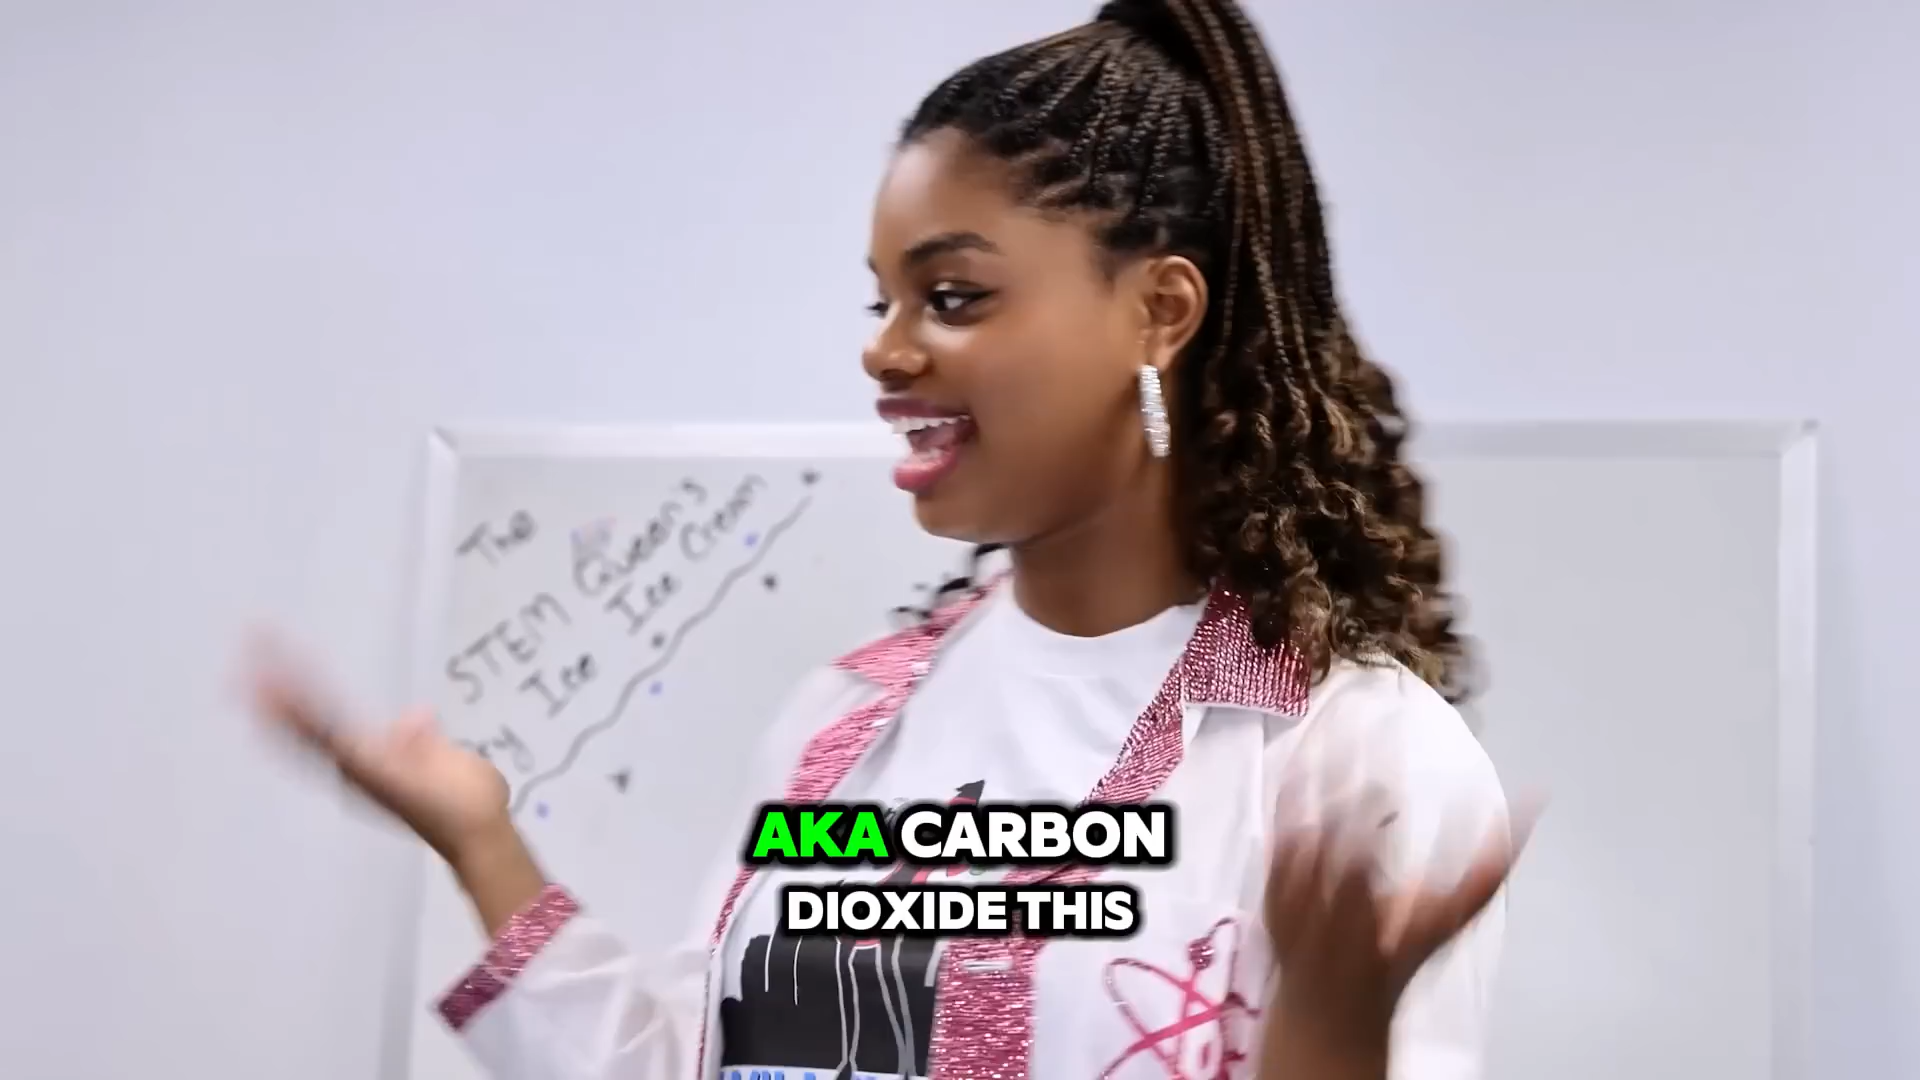 The
STEM Queen's
Dry Ice Ice Cream
AKA CARBON
DIOXIDE THIS